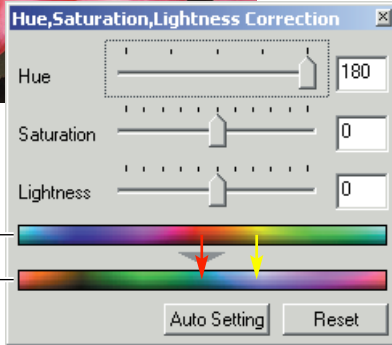 Hue,Saturation,Lightness Correction
Hue 180
Saturation 0
Lightness 0
Auto Setting Reset